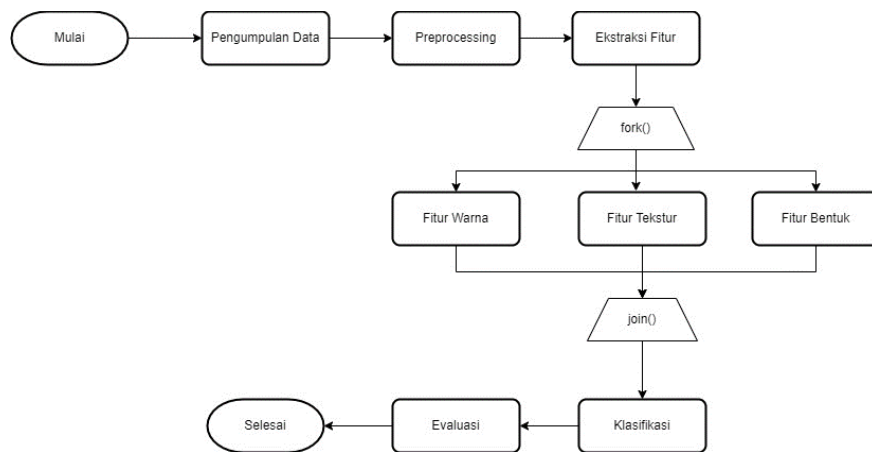 Mulai
Pengumpulan Data
Preprocessing
Ekstraksi Fitur
fork()
Fitur Warna
Fitur Tekstur
Fitur Bentuk
join()
Selesai
Evaluasi
Klasifikasi